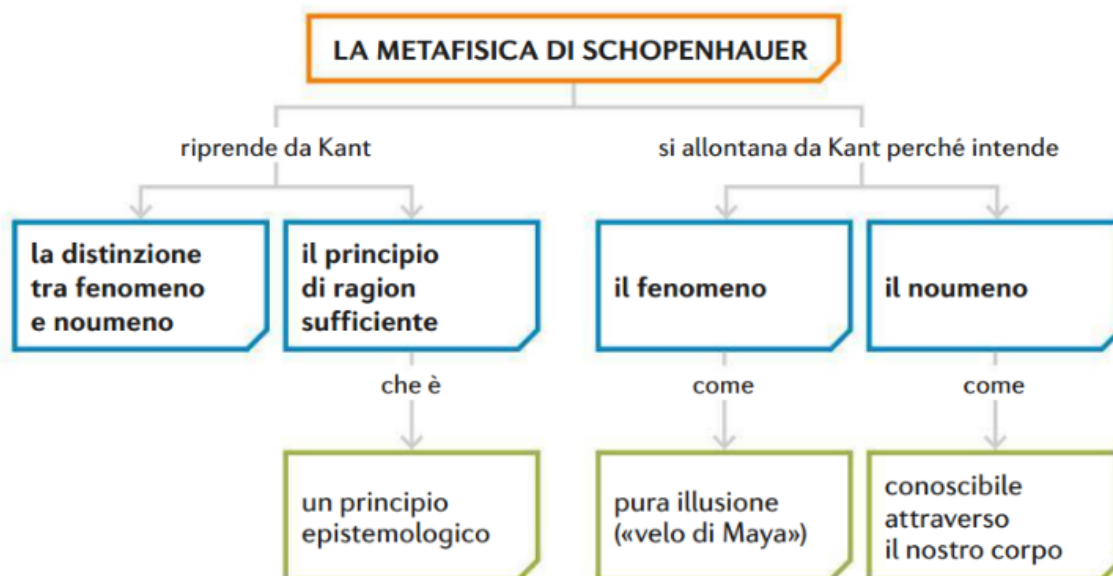 LA METAFISICA DI SCHOPENHAUER
riprende da Kant
si allontana da Kant perché intende
la distinzione
tra fenomeno
e noumeno
il principio
di ragion
sufficiente
il fenomeno
il noumeno
che è
come
come
un principio
epistemologico
pura illusione
(«velo di Maya»)
conoscibile
attraverso
il nostro corpo